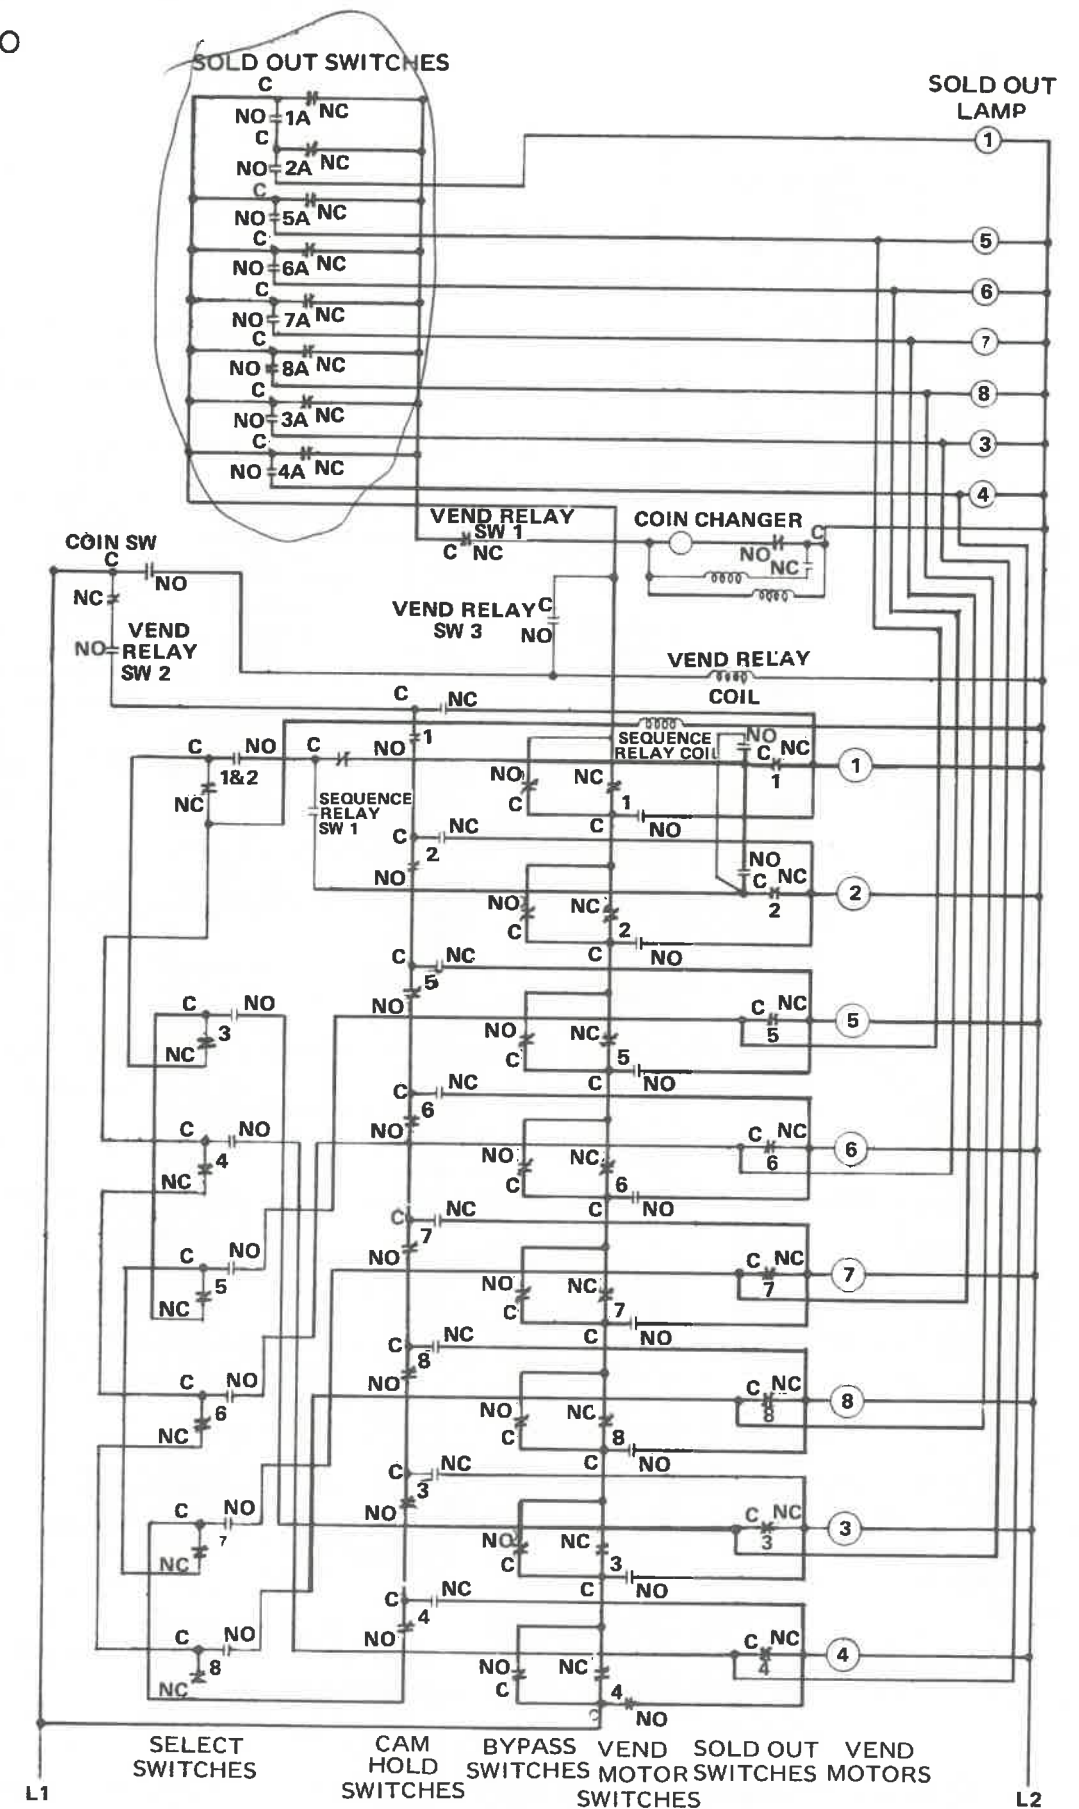 O
SOLD OUT SWITCHES
SOLD OUT
LAMP
C
NO 1A NC
C
NO 2A NC
1
C
NO 5A NC
5
C
NO 6A NC
6
C
NO 7A NC
7
C
NO 8A NC
8
C
NO 3A NC
3
C
NO 4A NC
4
VEND RELAY
SW 1
C NC
COIN CHANGER
C
NO
NC
COIN SW
C
NO
NC
VEND RELAY
SW 3
C
NO
VEND
NO RELAY
SW 2
VEND RELAY
COIL
C NC
1
NO
SEQUENCE
RELAY COIL
NO
C NC
1
1
C NO
1&2
NC
C
SEQUENCE
RELAY
SW 1
NO NC
C 1
C NO
C NC
2
NO
NO
C NC
2
2
NO NC
C 2
C NO
C NC
5
NO
C NO
3
NC
NO NC
C 5
C NO
C NC
5
5
C NC
6
NO
C NO
4
NC
NO NC
C 6
C NO
C NC
6
6
C NC
7
NO
C NO
5
NC
NO NC
C 7
C NO
C NC
7
7
C NC
8
NO
C NO
6
NC
NO NC
C 8
C NO
C NC
8
8
C NC
3
NO
C NO
7
NC
NO NC
C 3
C NO
C NC
3
3
C NC
4
NO
C NO
8
NC
NO NC
C 4
C NO
C NC
4
4
SELECT
SWITCHES
CAM
HOLD
SWITCHES
BYPASS
SWITCHES
VEND
MOTOR
SWITCHES
SOLD OUT
SWITCHES
VEND
MOTORS
L1
L2